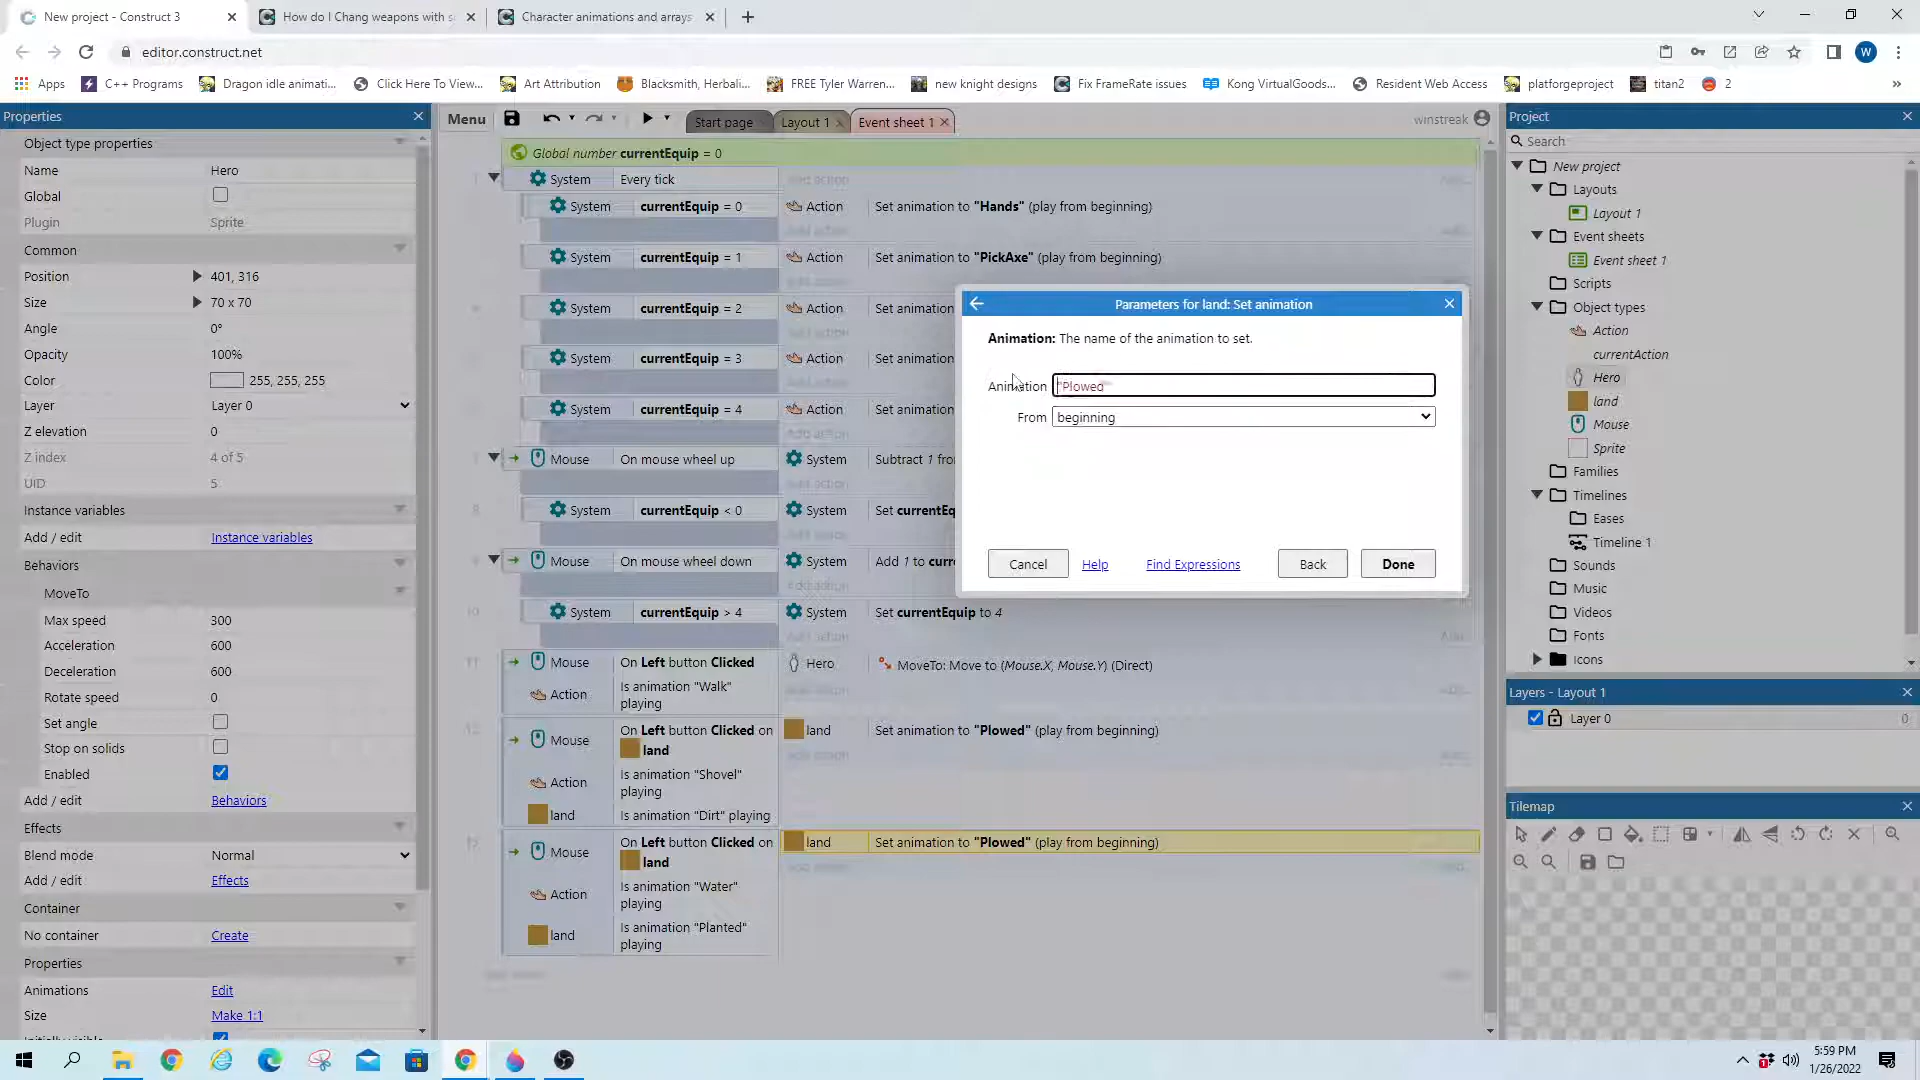 New project - Construct 3
How do I Chang weapons with s
Character animations and arrays
editor.construct.net
W
Apps
C++ Programs
Dragon idle animati...
Click Here To View...
Art Attribution
Blacksmith, Herbali...
FREE Tyler Warren...
new knight designs
Fix FrameRate issues
Kong VirtualGoods...
Resident Web Access
platforgeproject
titan2
2
Properties
Object type properties
Name Hero
Global
Plugin Sprite
Common
Position 401, 316
Size 70 x 70
Angle 0°
Opacity 100%
Color 255, 255, 255
Layer Layer 0
Z elevation 0
Z index 4 of 5
UID 5
Instance variables
Add / edit Instance variables
Behaviors
MoveTo
Max speed 300
Acceleration 600
Deceleration 600
Rotate speed 0
Set angle
Stop on solids
Enabled
Add / edit Behaviors
Effects
Blend mode Normal
Add / edit Effects
Container
No container Create
Properties
Animations Edit
Size Make 1:1
Menu
Start page
Layout 1
Event sheet 1
winstreak
Global number currentEquip = 0
System Every tick
System currentEquip = 0 Action Set animation to "Hands" (play from beginning)
System currentEquip = 1 Action Set animation to "PickAxe" (play from beginning)
System currentEquip = 2 Action Set animation
System currentEquip = 3 Action Set animation
System currentEquip = 4 Action Set animation
Mouse On mouse wheel up System Subtract 1 from
8 System currentEquip < 0 System Set currentEq
Mouse On mouse wheel down System Add 1 to curre
10 System currentEquip > 4 System Set currentEquip to 4
11 Mouse On Left button Clicked Hero MoveTo: Move to (Mouse.X, Mouse.Y) (Direct)
Action Is animation "Walk"
playing
12 Mouse On Left button Clicked on
land
land Set animation to "Plowed" (play from beginning)
Action Is animation "Shovel"
playing
land Is animation "Dirt" playing
13 Mouse On Left button Clicked on
land
land Set animation to "Plowed" (play from beginning)
Action Is animation "Water"
playing
land Is animation "Planted"
playing
Parameters for land: Set animation
Animation: The name of the animation to set.
Animation "Plowed"
From beginning
Cancel
Help
Find Expressions
Back
Done
Project
Search
New project
Layouts
Layout 1
Event sheets
Event sheet 1
Scripts
Object types
Action
currentAction
Hero
land
Mouse
Sprite
Families
Timelines
Eases
Timeline 1
Sounds
Music
Videos
Fonts
Icons
Layers - Layout 1
Layer 0 0
Tilemap
5:59 PM
1/26/2022